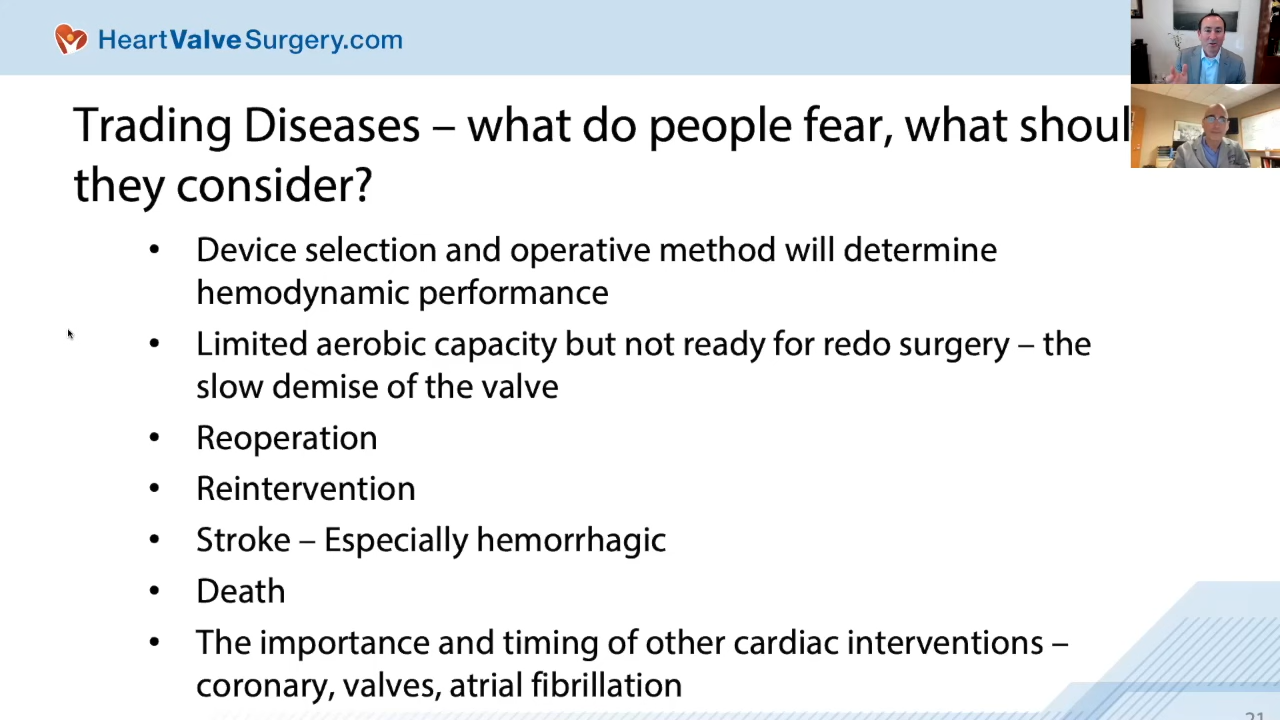 HeartValveSurgery.com
Trading Diseases – what do people fear, what shoul
they consider?
• Device selection and operative method will determine
hemodynamic performance
• Limited aerobic capacity but not ready for redo surgery – the
slow demise of the valve
• Reoperation
• Reintervention
• Stroke – Especially hemorrhagic
• Death
• The importance and timing of other cardiac interventions –
coronary, valves, atrial fibrillation
21